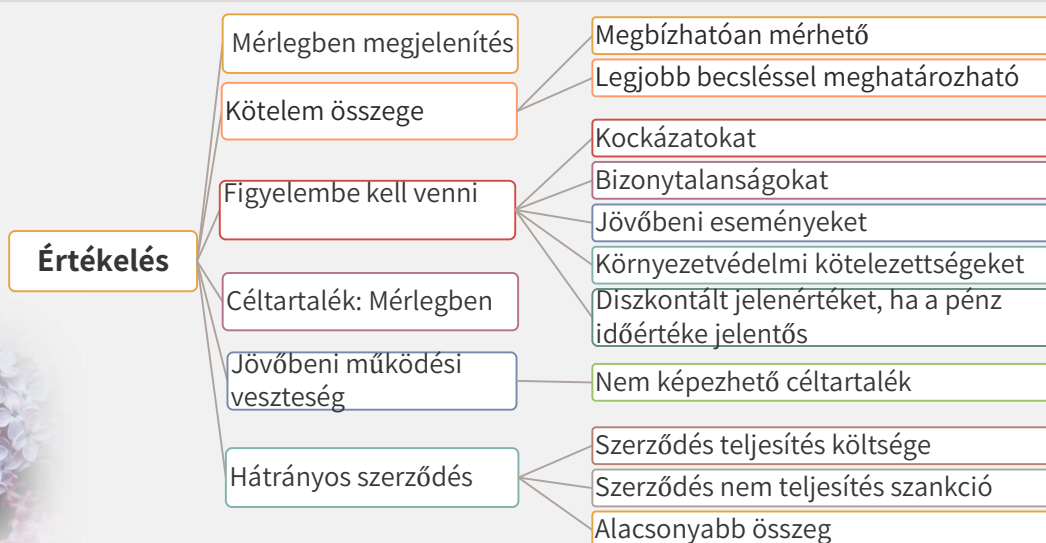 Értékelés
Mérlegben megjelenítés
Kötelem összege
Megbízhatóan mérhető
Legjobb becsléssel meghatározható
Figyelembe kell venni
Kockázatokat
Bizonytalanságokat
Jövőbeni eseményeket
Környezetvédelmi kötelezettségeket
Diszkontált jelenértéket, ha a pénz
időértéke jelentős
Céltartalék: Mérlegben
Jövőbeni működési
veszteség
Nem képezhető céltartalék
Hátrányos szerződés
Szerződés teljesítés költsége
Szerződés nem teljesítés szankció
Alacsonyabb összeg